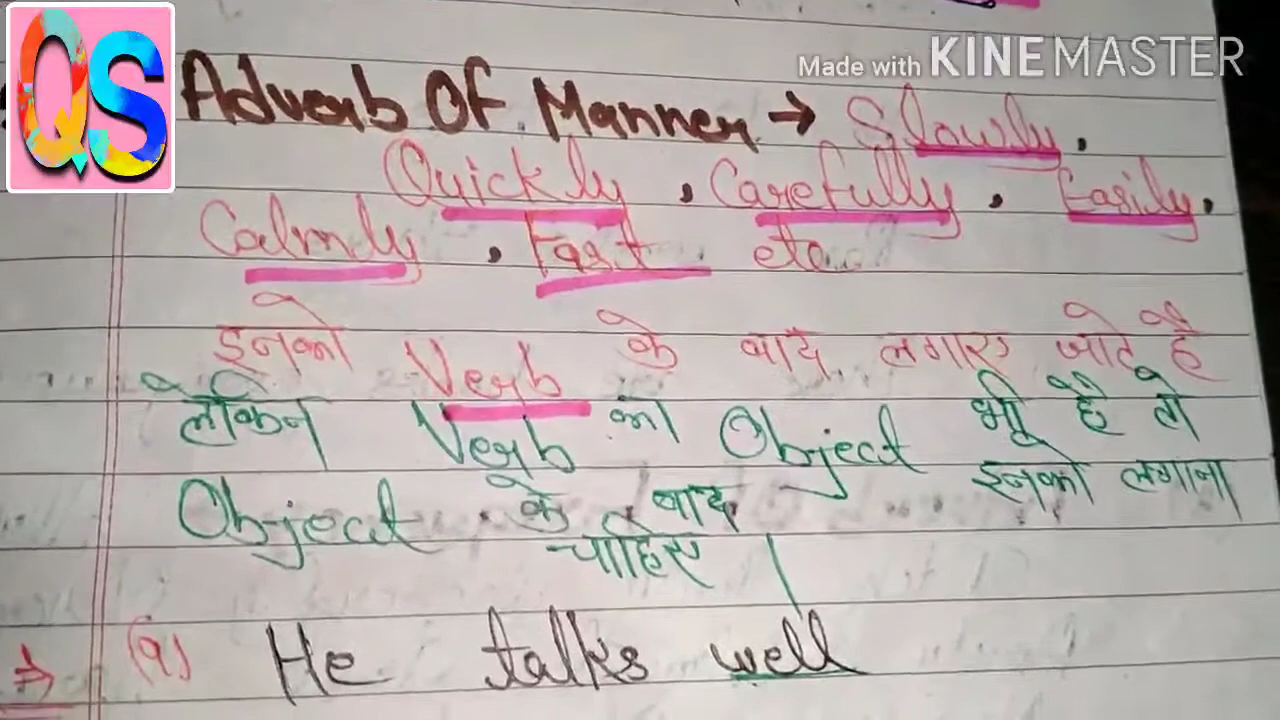 QS
Made with KINEMASTER
Adverb Of Manner → Slowly,
Quickly, Carefully, Easily,
Calmly, Fast etc.
इनको Verb के बाद लगाए जाते है
लेकिन Verb का Object भी है तो
Object के बाद इनको लगाना
चाहिए।
⇒ (a) He talks well